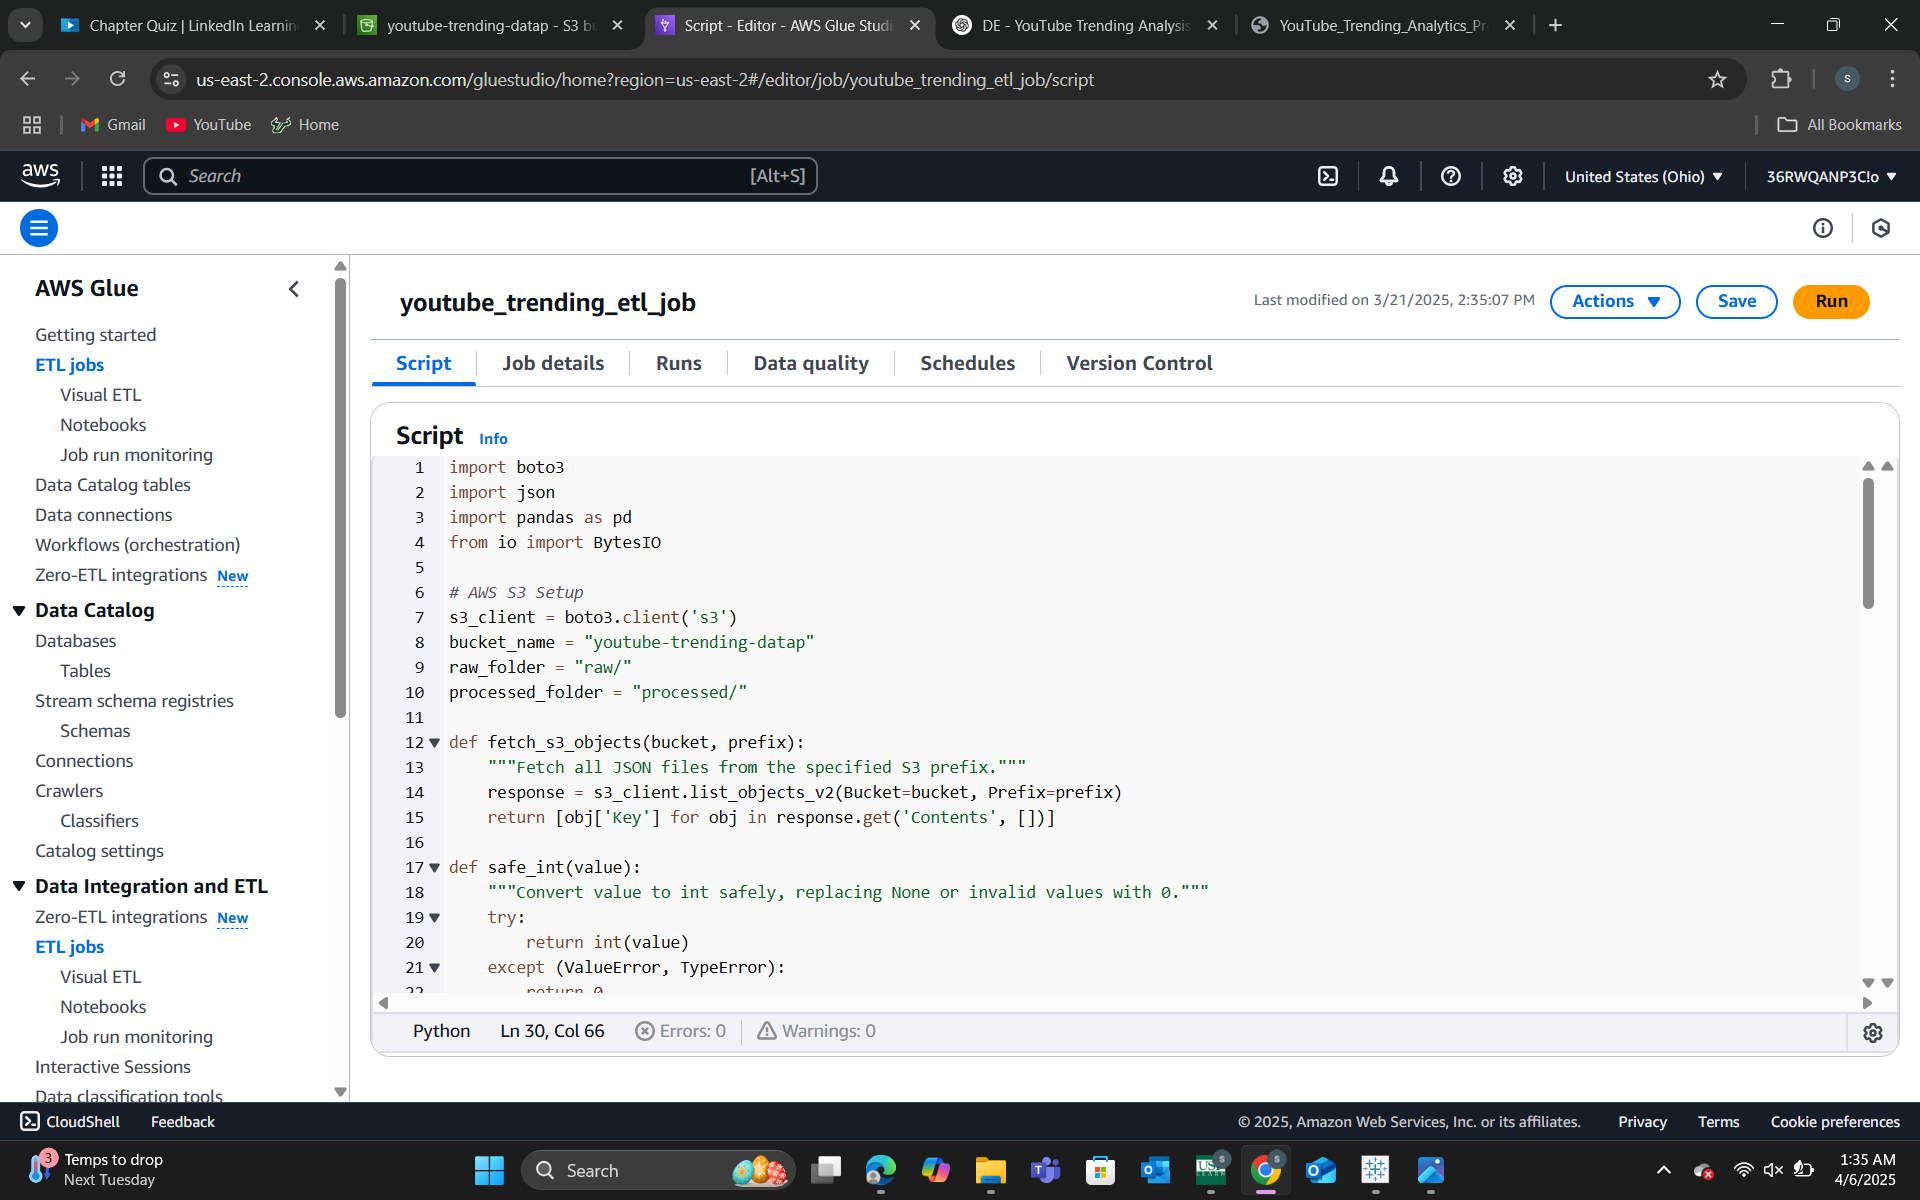 Chapter Quiz | LinkedIn Learnin
youtube-trending-datap - S3 bu
Script - Editor - AWS Glue Studi
DE - YouTube Trending Analysis
YouTube_Trending_Analytics_Pr
us-east-2.console.aws.amazon.com/gluestudio/home?region=us-east-2#/editor/job/youtube_trending_etl_job/script
S
Gmail
YouTube
Home
All Bookmarks
aws
Search
[Alt+S]
United States (Ohio)
36RWQANP3C!o
AWS Glue
Getting started
ETL jobs
Visual ETL
Notebooks
Job run monitoring
Data Catalog tables
Data connections
Workflows (orchestration)
Zero-ETL integrations New
Data Catalog
Databases
Tables
Stream schema registries
Schemas
Connections
Crawlers
Classifiers
Catalog settings
Data Integration and ETL
Zero-ETL integrations New
ETL jobs
Visual ETL
Notebooks
Job run monitoring
Interactive Sessions
Data classification tools
youtube_trending_etl_job
Last modified on 3/21/2025, 2:35:07 PM
Actions
Save
Run
Script
Job details
Runs
Data quality
Schedules
Version Control
Script Info
1 import boto3
2 import json
3 import pandas as pd
4 from io import BytesIO
5
6 # AWS S3 Setup
7 s3_client = boto3.client('s3')
8 bucket_name = "youtube-trending-datap"
9 raw_folder = "raw/"
10 processed_folder = "processed/"
11
12 def fetch_s3_objects(bucket, prefix):
13 """Fetch all JSON files from the specified S3 prefix."""
14 response = s3_client.list_objects_v2(Bucket=bucket, Prefix=prefix)
15 return [obj['Key'] for obj in response.get('Contents', [])]
16
17 def safe_int(value):
18 """Convert value to int safely, replacing None or invalid values with 0."""
19 try:
20 return int(value)
21 except (ValueError, TypeError):
22 return 0
Python
Ln 30, Col 66
Errors: 0
Warnings: 0
CloudShell
Feedback
© 2025, Amazon Web Services, Inc. or its affiliates.
Privacy
Terms
Cookie preferences
3
Temps to drop
Next Tuesday
Search
1:35 AM
4/6/2025